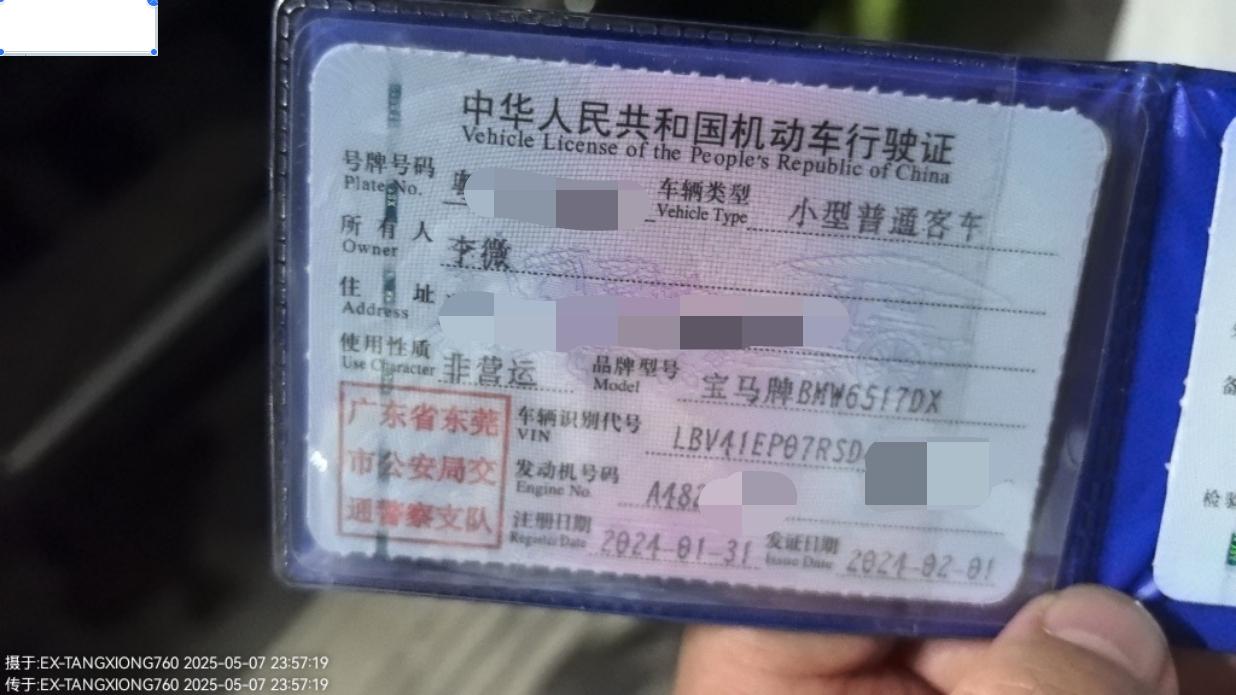 中华人民共和国机动车行驶证
Vehicle License of the People's Republic of China
号牌号码 粤 车辆类型 小型普通客车
Plate No. Vehicle Type
所有人 李薇
Owner
住址
Address
使用性质 非营运 品牌型号 宝马牌BMW6517DX
Use Character Model
广东省东莞
市公安局交
通警察支队
车辆识别代号 LBV41EP07RSD
VIN
发动机号码 A482
Engine No.
注册日期 2024-01-31 发证日期 2024-02-01
Register Date Issue Date
检验
摄于:EX-TANGXIONG760 2025-05-07 23:57:19
传于:EX-TANGXIONG760 2025-05-07 23:57:19